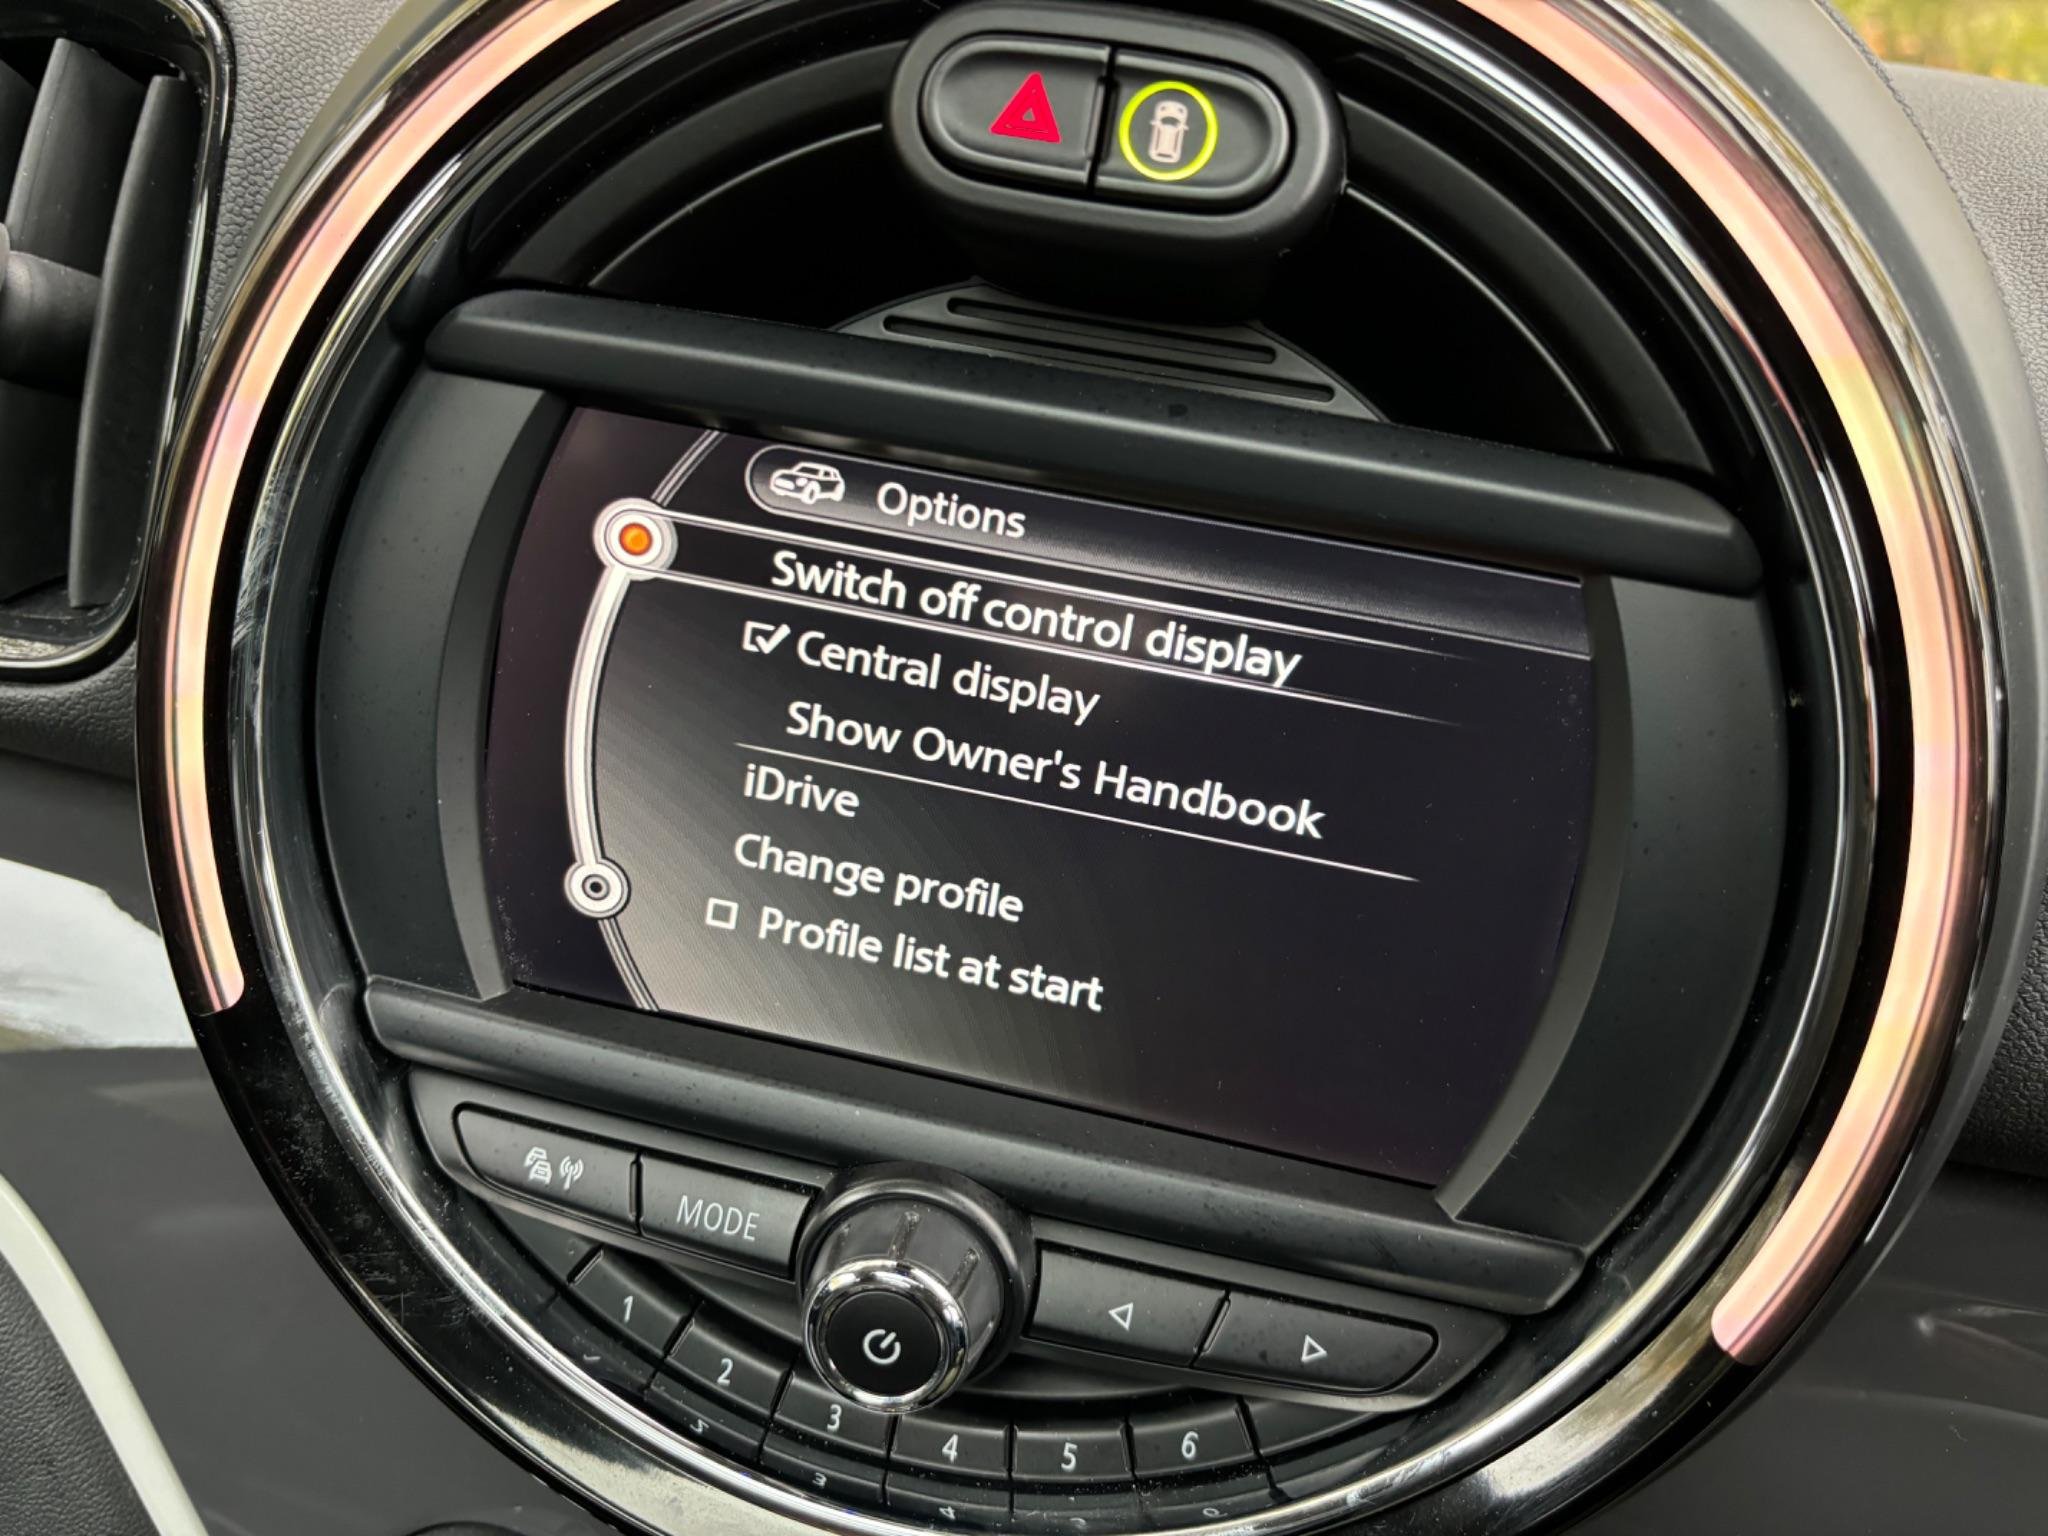 Options
Switch off control display
Central display
Show Owner's Handbook
iDrive
Change profile
Profile list at start
MODE
1
2
3
4
5
6